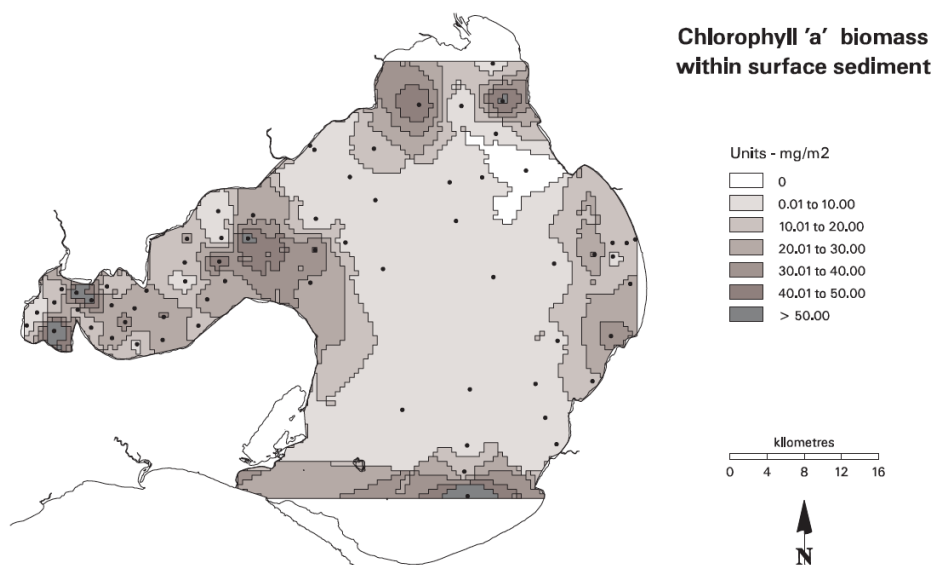 Chlorophyll 'a' biomass
within surface sediment
Units - mg/m2
0
0.01 to 10.00
10.01 to 20.00
20.01 to 30.00
30.01 to 40.00
40.01 to 50.00
> 50.00
kilometres
0 4 8 12 16
N